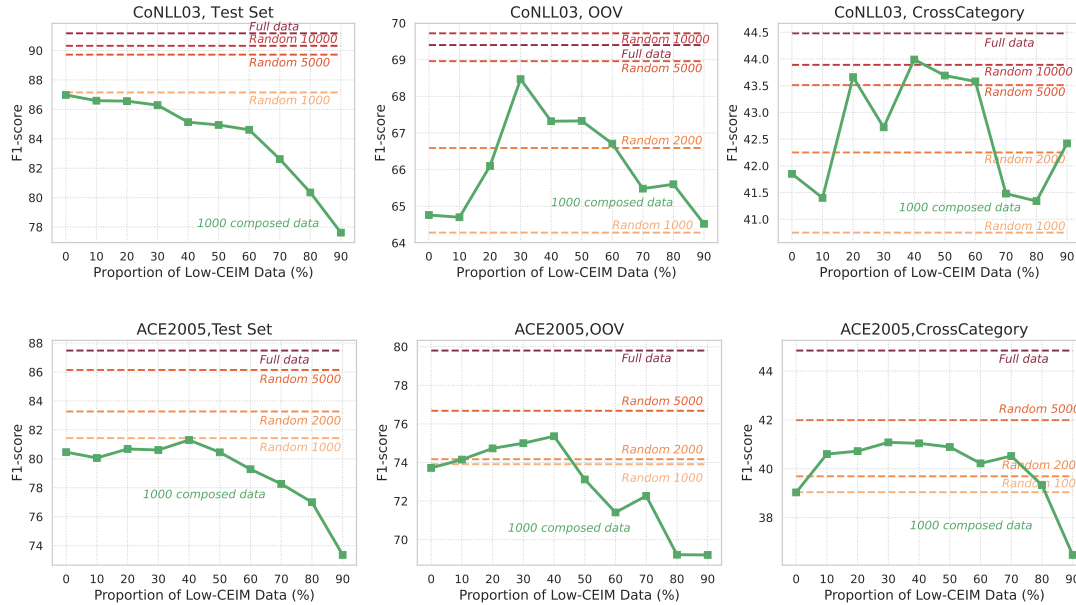 CoNLL03, Test Set
Full data
Random 10000
Random 5000
Random 1000
1000 composed data
F1-score
90
88
86
84
82
80
78
0 10 20 30 40 50 60 70 80 90
Proportion of Low-CEIM Data (%)
CoNLL03, OOV
Random 10000
Full data
Random 5000
Random 2000
1000 composed data
Random 1000
F1-score
70
69
68
67
66
65
64
0 10 20 30 40 50 60 70 80 90
Proportion of Low-CEIM Data (%)
CoNLL03, CrossCategory
Full data
Random 10000
Random 5000
Random 2000
1000 composed data
Random 1000
F1-score
44.5
44.0
43.5
43.0
42.5
42.0
41.5
41.0
0 10 20 30 40 50 60 70 80 90
Proportion of Low-CEIM Data (%)
ACE2005,Test Set
Full data
Random 5000
Random 2000
Random 1000
1000 composed data
F1-score
88
86
84
82
80
78
76
74
0 10 20 30 40 50 60 70 80 90
Proportion of Low-CEIM Data (%)
ACE2005,OOV
Full data
Random 5000
Random 2000
Random 1000
1000 composed data
F1-score
80
78
76
74
72
70
0 10 20 30 40 50 60 70 80 90
Proportion of Low-CEIM Data (%)
ACE2005,CrossCategory
Full data
Random 5000
Random 200
Random 100
1000 composed data
F1-score
44
42
40
38
0 10 20 30 40 50 60 70 80 90
Proportion of Low-CEIM Data (%)